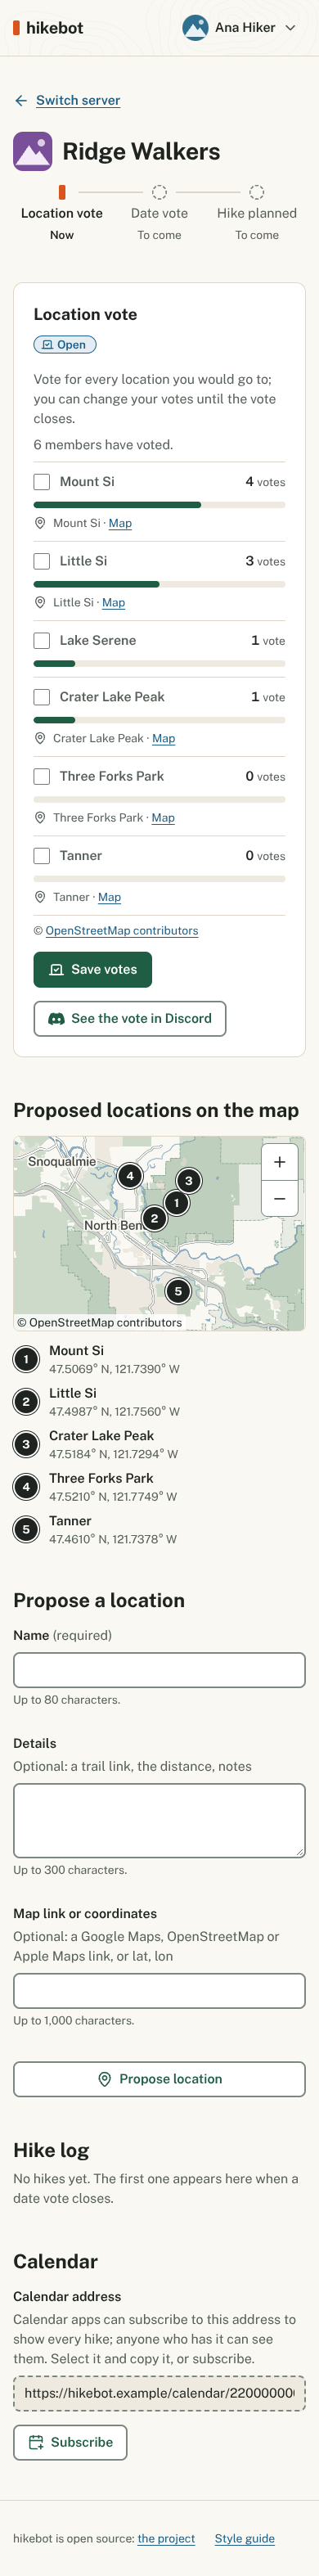 hikebot
Ana Hiker
Switch server
Ridge Walkers
Location vote
Now
Date vote
To come
Hike planned
To come
Location vote
Open
Vote for every location you would go to;
you can change your votes until the vote
closes.
6 members have voted.
Mount Si
4 votes
Mount Si · Map
Little Si
3 votes
Little Si · Map
Lake Serene
1 vote
Crater Lake Peak
1 vote
Crater Lake Peak · Map
Three Forks Park
0 votes
Three Forks Park · Map
Tanner
0 votes
Tanner · Map
© OpenStreetMap contributors
Save votes
See the vote in Discord
Proposed locations on the map
Snoqualmie
4
3
1
2
North Ben
5
+
−
© OpenStreetMap contributors
1
Mount Si
47.5069° N, 121.7390° W
2
Little Si
47.4987° N, 121.7560° W
3
Crater Lake Peak
47.5184° N, 121.7294° W
4
Three Forks Park
47.5210° N, 121.7749° W
5
Tanner
47.4610° N, 121.7378° W
Propose a location
Name (required)
Up to 80 characters.
Details
Optional: a trail link, the distance, notes
Up to 300 characters.
Map link or coordinates
Optional: a Google Maps, OpenStreetMap or
Apple Maps link, or lat, lon
Up to 1,000 characters.
Propose location
Hike log
No hikes yet. The first one appears here when a
date vote closes.
Calendar
Calendar address
Calendar apps can subscribe to this address to
show every hike; anyone who has it can see
them. Select it and copy it, or subscribe.
https://hikebot.example/calendar/22000000
Subscribe
hikebot is open source: the project
Style guide